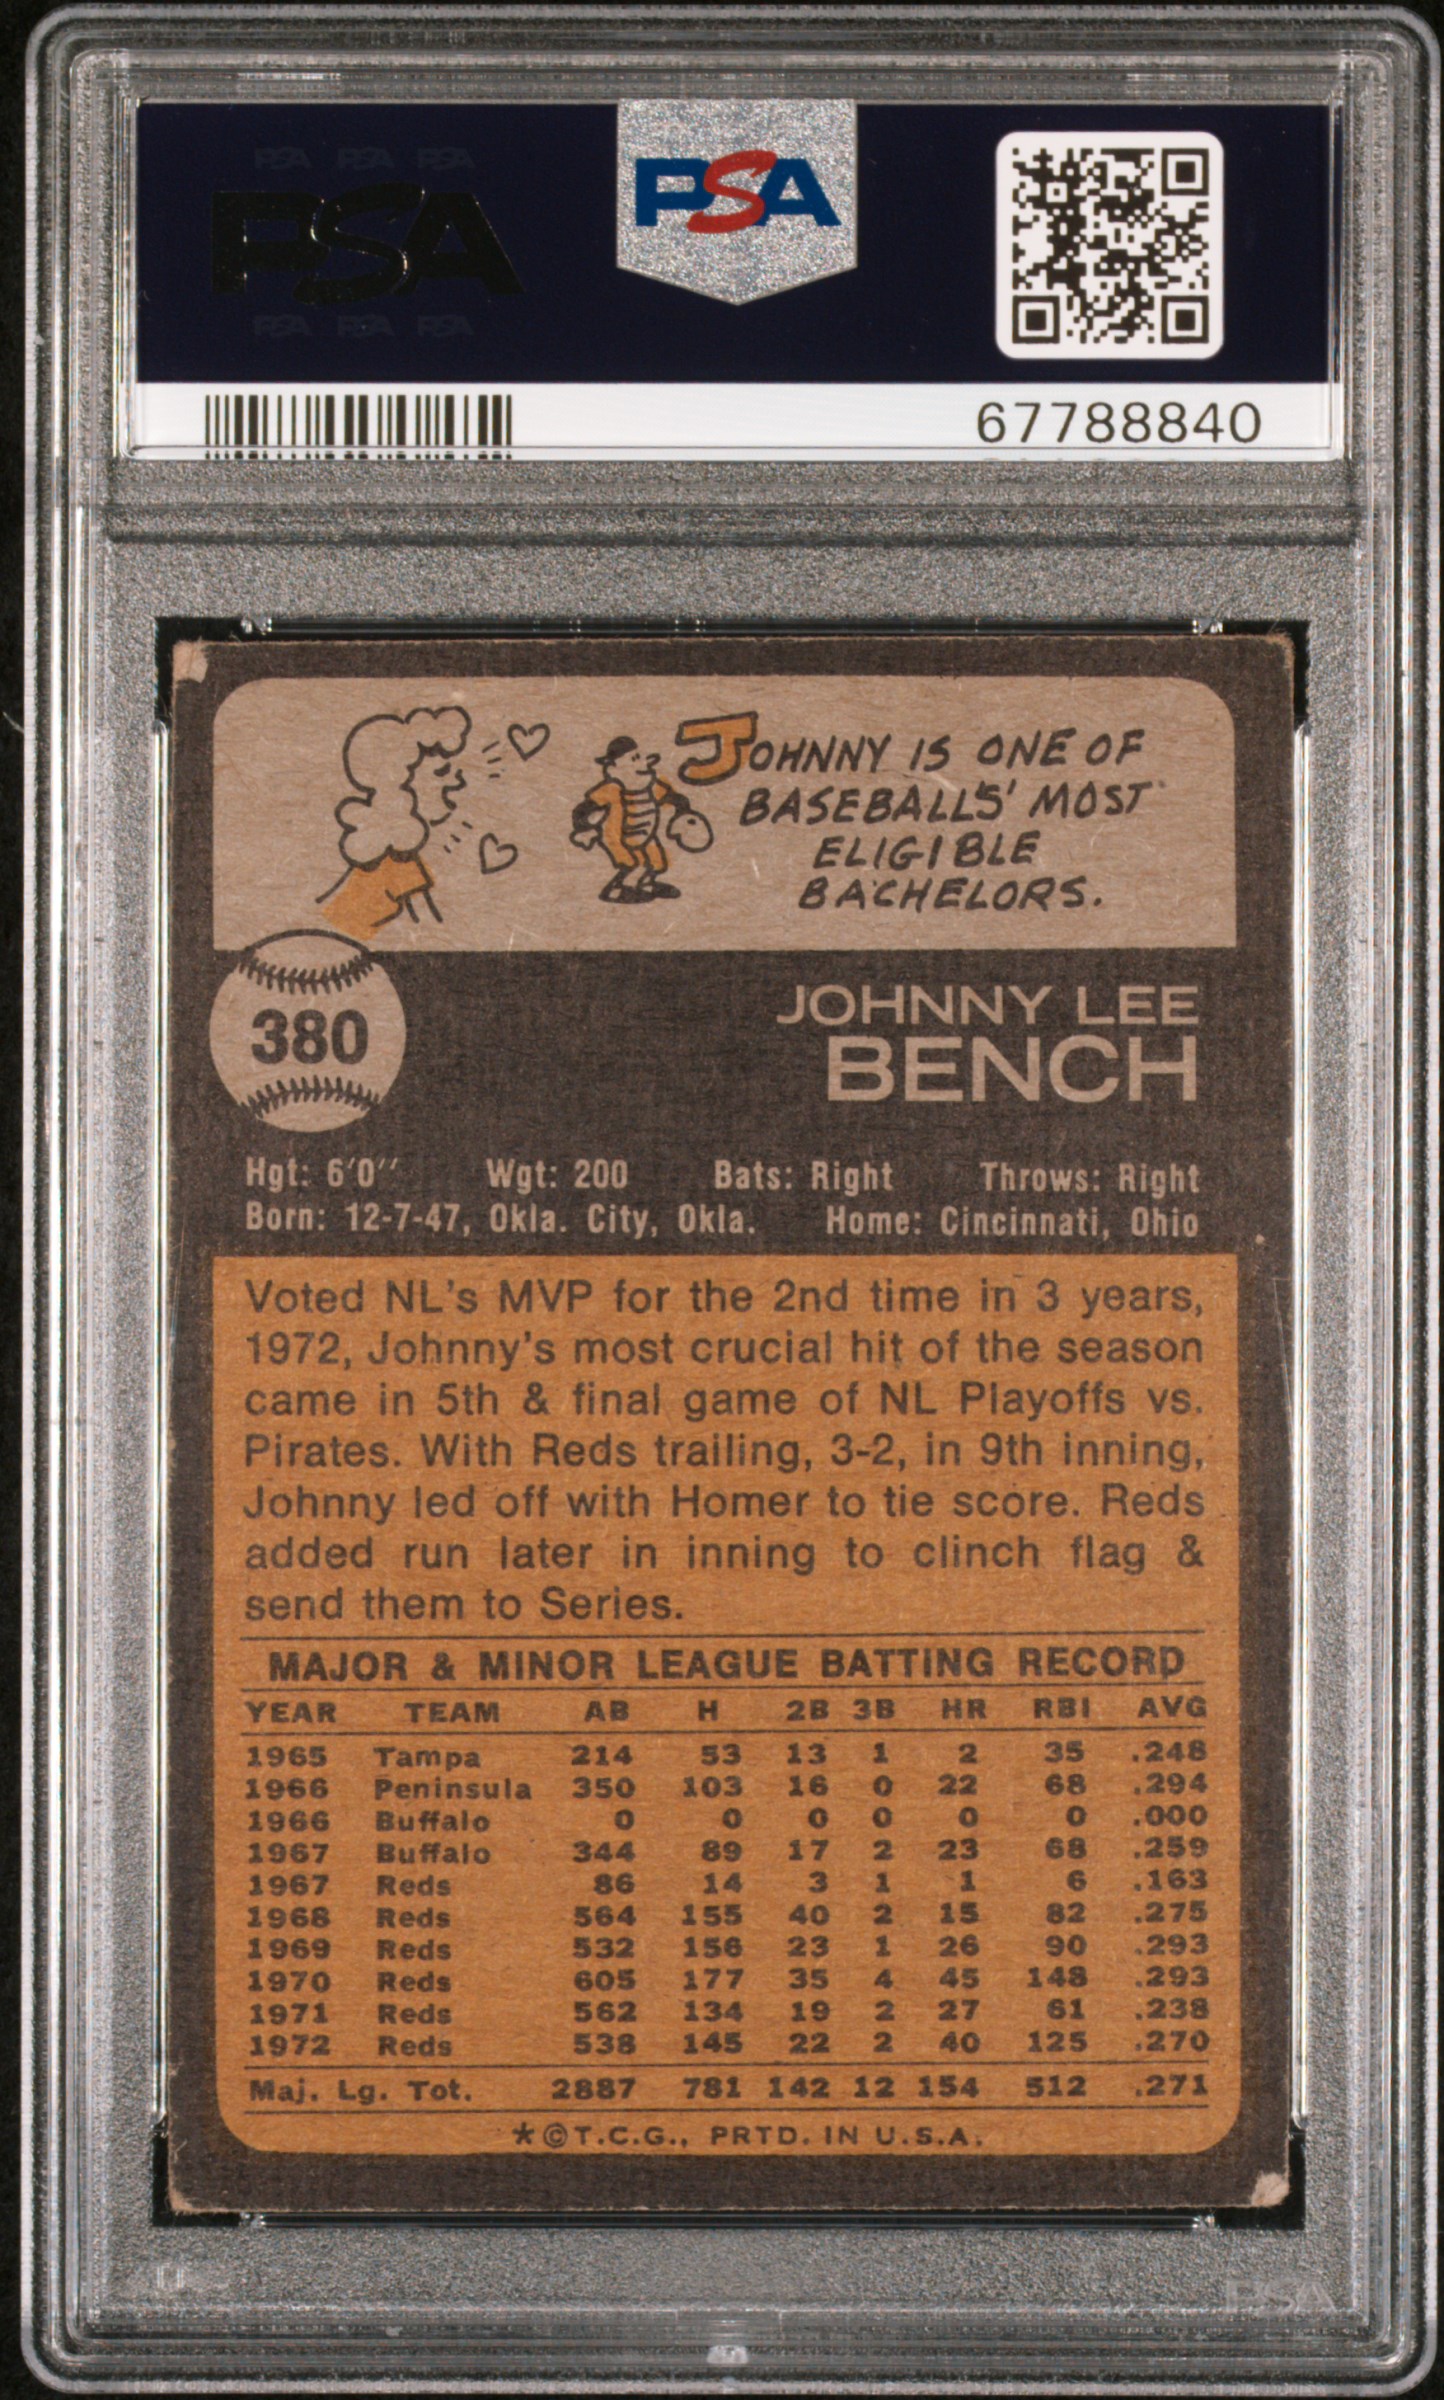 PSA PSA PSA
PSA
PSA PSA PSA
PSA
67788840
JOHNNY IS ONE OF
BASEBALLS' MOST
ELIGIBLE
BACHELORS.
380
JOHNNY LEE
BENCH
Hgt: 6'0'' Wgt: 200 Bats: Right Throws: Right
Born: 12-7-47, Okla. City, Okla. Home: Cincinnati, Ohio
Voted NL's MVP for the 2nd time in 3 years,
1972, Johnny's most crucial hit of the season
came in 5th & final game of NL Playoffs vs.
Pirates. With Reds trailing, 3-2, in 9th inning,
Johnny led off with Homer to tie score. Reds
added run later in inning to clinch flag &
send them to Series.
MAJOR & MINOR LEAGUE BATTING RECORD
YEAR TEAM AB H 2B 3B HR RBI AVG
1965 Tampa 214 53 13 1 2 35 .248
1966 Peninsula 350 103 16 0 22 68 .294
1966 Buffalo 0 0 0 0 0 0 .000
1967 Buffalo 344 89 17 2 23 68 .259
1967 Reds 86 14 3 1 1 6 .163
1968 Reds 564 155 40 2 15 82 .275
1969 Reds 532 156 23 1 26 90 .293
1970 Reds 605 177 35 4 45 148 .293
1971 Reds 562 134 19 2 27 61 .238
1972 Reds 538 145 22 2 40 125 .270
Maj. Lg. Tot. 2887 781 142 12 154 512 .271
*©T.C.G., PRTD. IN U.S.A.
PSA